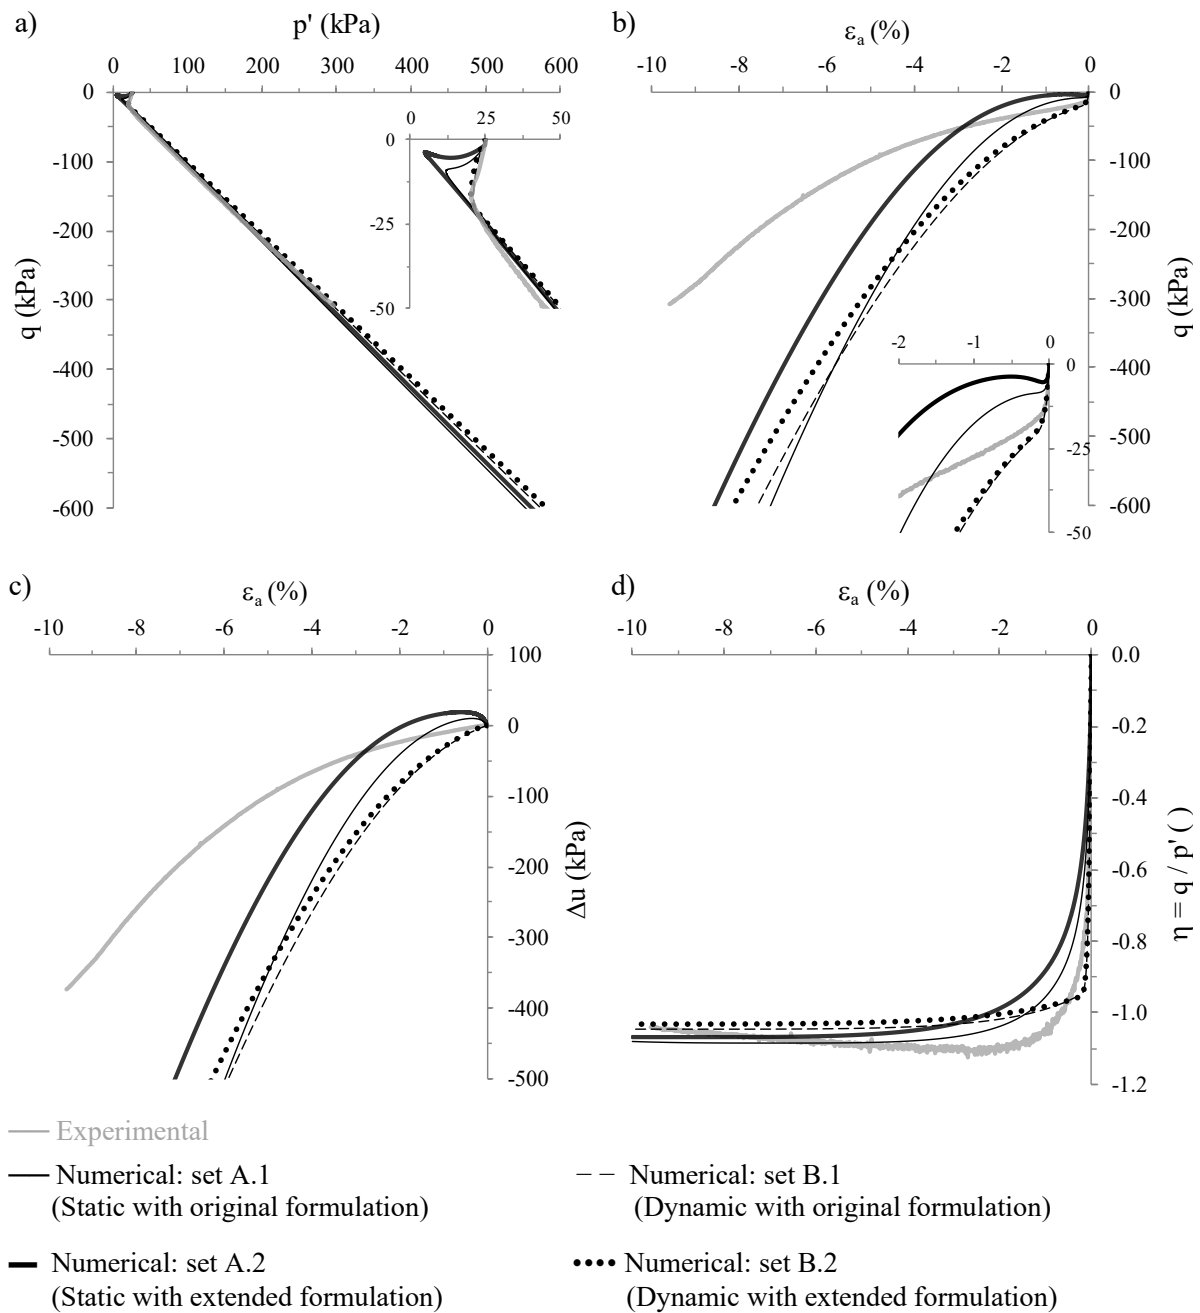 a)
p' (kPa)
0 100 200 300 400 500 600
0
-100
-200
-300
-400
-500
-600
q (kPa)
0 25 50
0
-25
-50
b)
εa (%)
-10 -8 -6 -4 -2 0
0
-100
-200
-300
-400
-500
-600
q (kPa)
-2 -1 0
0
-25
-50
c)
εa (%)
-10 -8 -6 -4 -2 0
100
0
-100
-200
-300
-400
-500
Δu (kPa)
d)
εa (%)
-10 -8 -6 -4 -2 0
0.0
-0.2
-0.4
-0.6
-0.8
-1.0
-1.2
η = q / p' ( )
Experimental
Numerical: set A.1
(Static with original formulation)
Numerical: set B.1
(Dynamic with original formulation)
Numerical: set A.2
(Static with extended formulation)
Numerical: set B.2
(Dynamic with extended formulation)